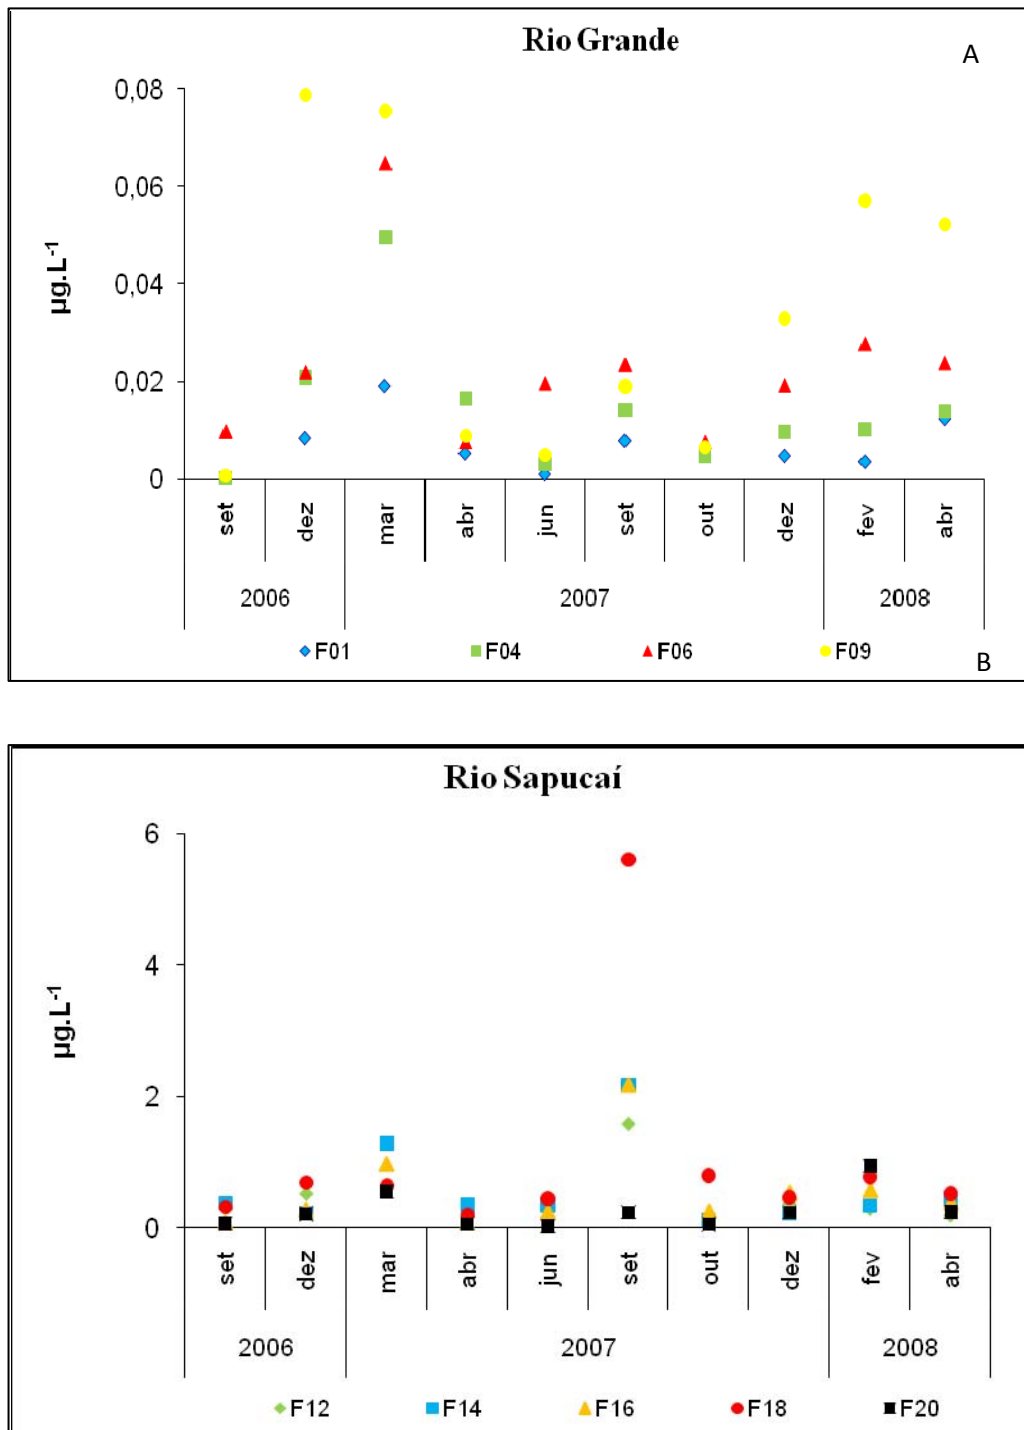 Rio Grande
A
0,08
0,06
0,04
0,02
0
µg.L-1
set dez mar abr jun set out dez fev abr
2006 2007 2008
F01 F04 F06 F09
B
Rio Sapucaí
6
4
2
0
µg.L-1
set dez mar abr jun set out dez fev abr
2006 2007 2008
F12 F14 F16 F18 F20